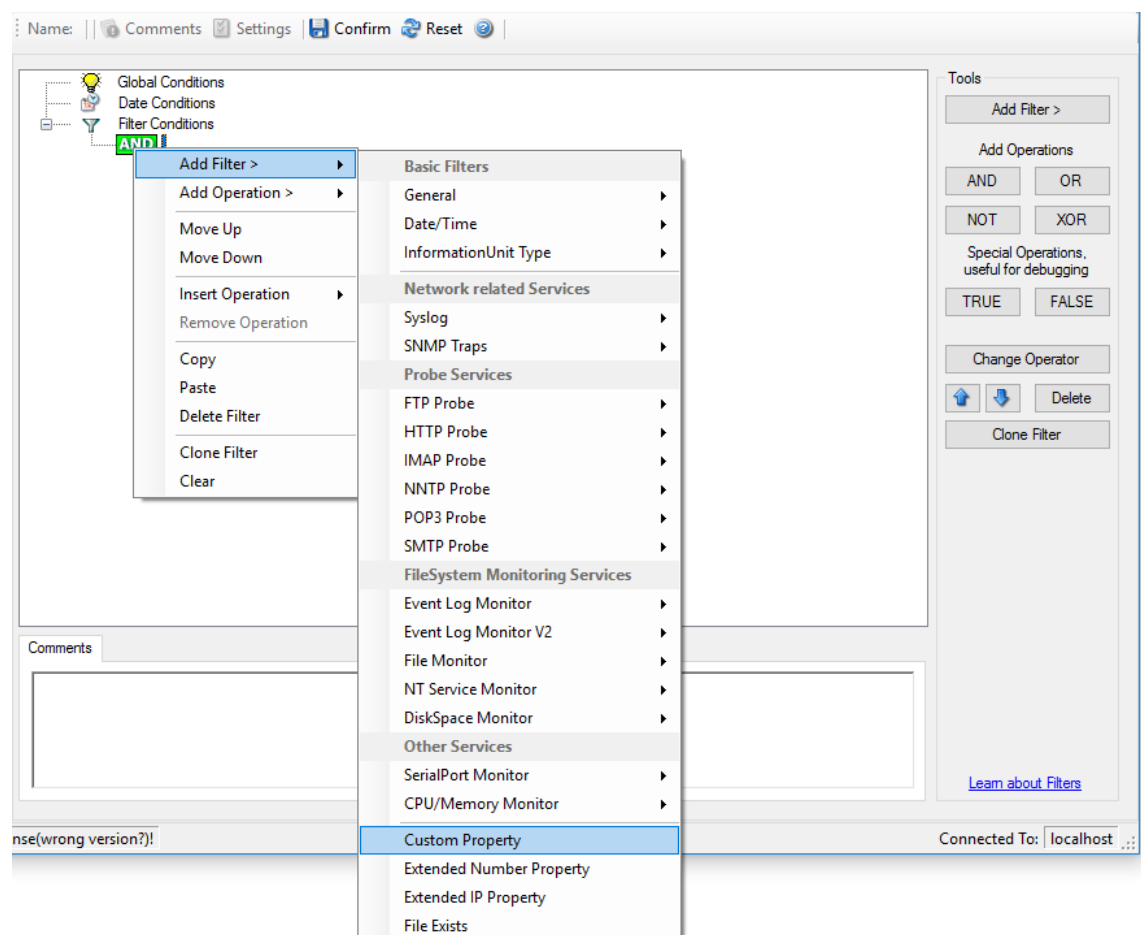 Name: Comments Settings Confirm Reset
Global Conditions
Date Conditions
Filter Conditions
AND
Add Filter >
Add Operation >
Move Up
Move Down
Insert Operation
Remove Operation
Copy
Paste
Delete Filter
Clone Filter
Clear
Basic Filters
General
Date/Time
InformationUnit Type
Network related Services
Syslog
SNMP Traps
Probe Services
FTP Probe
HTTP Probe
IMAP Probe
NNTP Probe
POP3 Probe
SMTP Probe
FileSystem Monitoring Services
Event Log Monitor
Event Log Monitor V2
File Monitor
NT Service Monitor
DiskSpace Monitor
Other Services
SerialPort Monitor
CPU/Memory Monitor
Custom Property
Extended Number Property
Extended IP Property
File Exists
Tools
Add Filter >
Add Operations
AND OR
NOT XOR
Special Operations,
useful for debugging
TRUE FALSE
Change Operator
Delete
Clone Filter
Learn about Filters
Comments
nse(wrong version?)!
Connected To: localhost